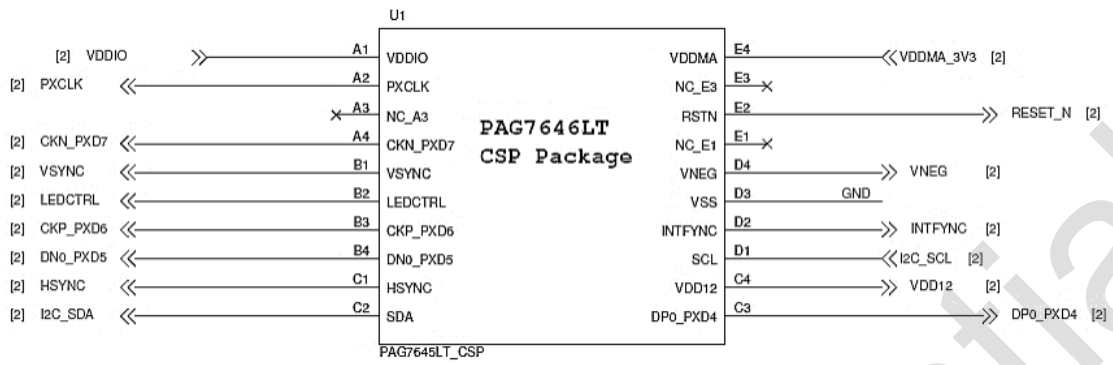 U1
[2] VDDIO A1 VDDIO VDDMA E4 VDDMA_3V3 [2]
[2] PXCLK A2 PXCLK NC_E3 E3
A3 NC_A3 RSTN E2 RESET_N [2]
PAG7646LT
CSP Package
[2] CKN_PXD7 A4 CKN_PXD7 NC_E1 E1
[2] VSYNC B1 VSYNC VNEG D4 VNEG [2]
[2] LEDCTRL B2 LEDCTRL VSS D3 GND
[2] CKP_PXD6 B3 CKP_PXD6 INTFYNC D2 INTFYNC [2]
[2] DN0_PXD5 B4 DN0_PXD5 SCL D1 I2C_SCL [2]
[2] HSYNC C1 HSYNC VDD12 C4 VDD12 [2]
[2] I2C_SDA C2 SDA DP0_PXD4 C3 DP0_PXD4 [2]
PAG7645LT_CSP